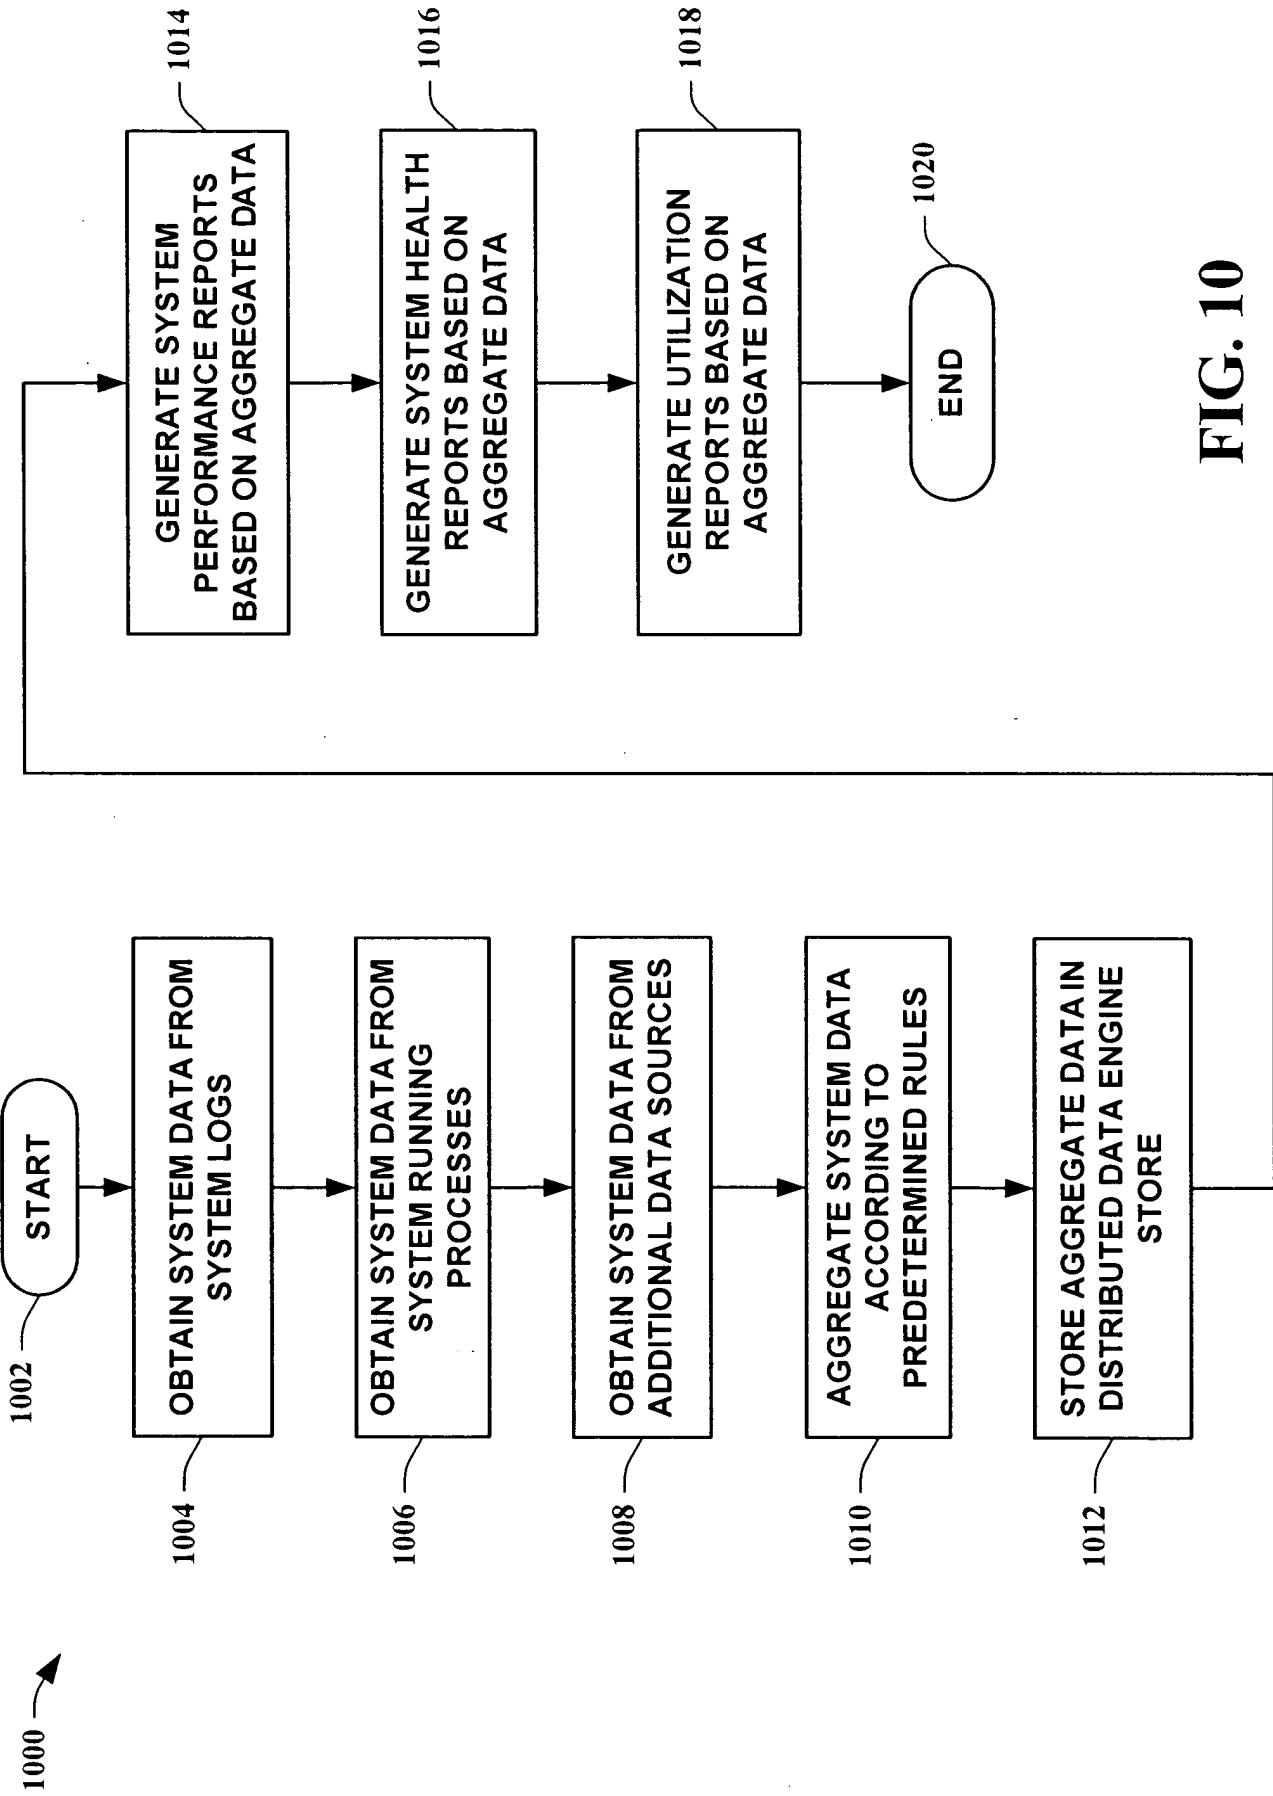 1000
START
1002
OBTAIN SYSTEM DATA FROM
SYSTEM LOGS
1004
OBTAIN SYSTEM DATA FROM
SYSTEM RUNNING
PROCESSES
1006
OBTAIN SYSTEM DATA FROM
ADDITIONAL DATA SOURCES
1008
AGGREGATE SYSTEM DATA
ACCORDING TO
PREDETERMINED RULES
1010
STORE AGGREGATE DATA IN
DISTRIBUTED DATA ENGINE
STORE
1012
GENERATE SYSTEM
PERFORMANCE REPORTS
BASED ON AGGREGATE DATA
1014
GENERATE SYSTEM HEALTH
REPORTS BASED ON
AGGREGATE DATA
1016
GENERATE UTILIZATION
REPORTS BASED ON
AGGREGATE DATA
1018
END
1020
FIG. 10